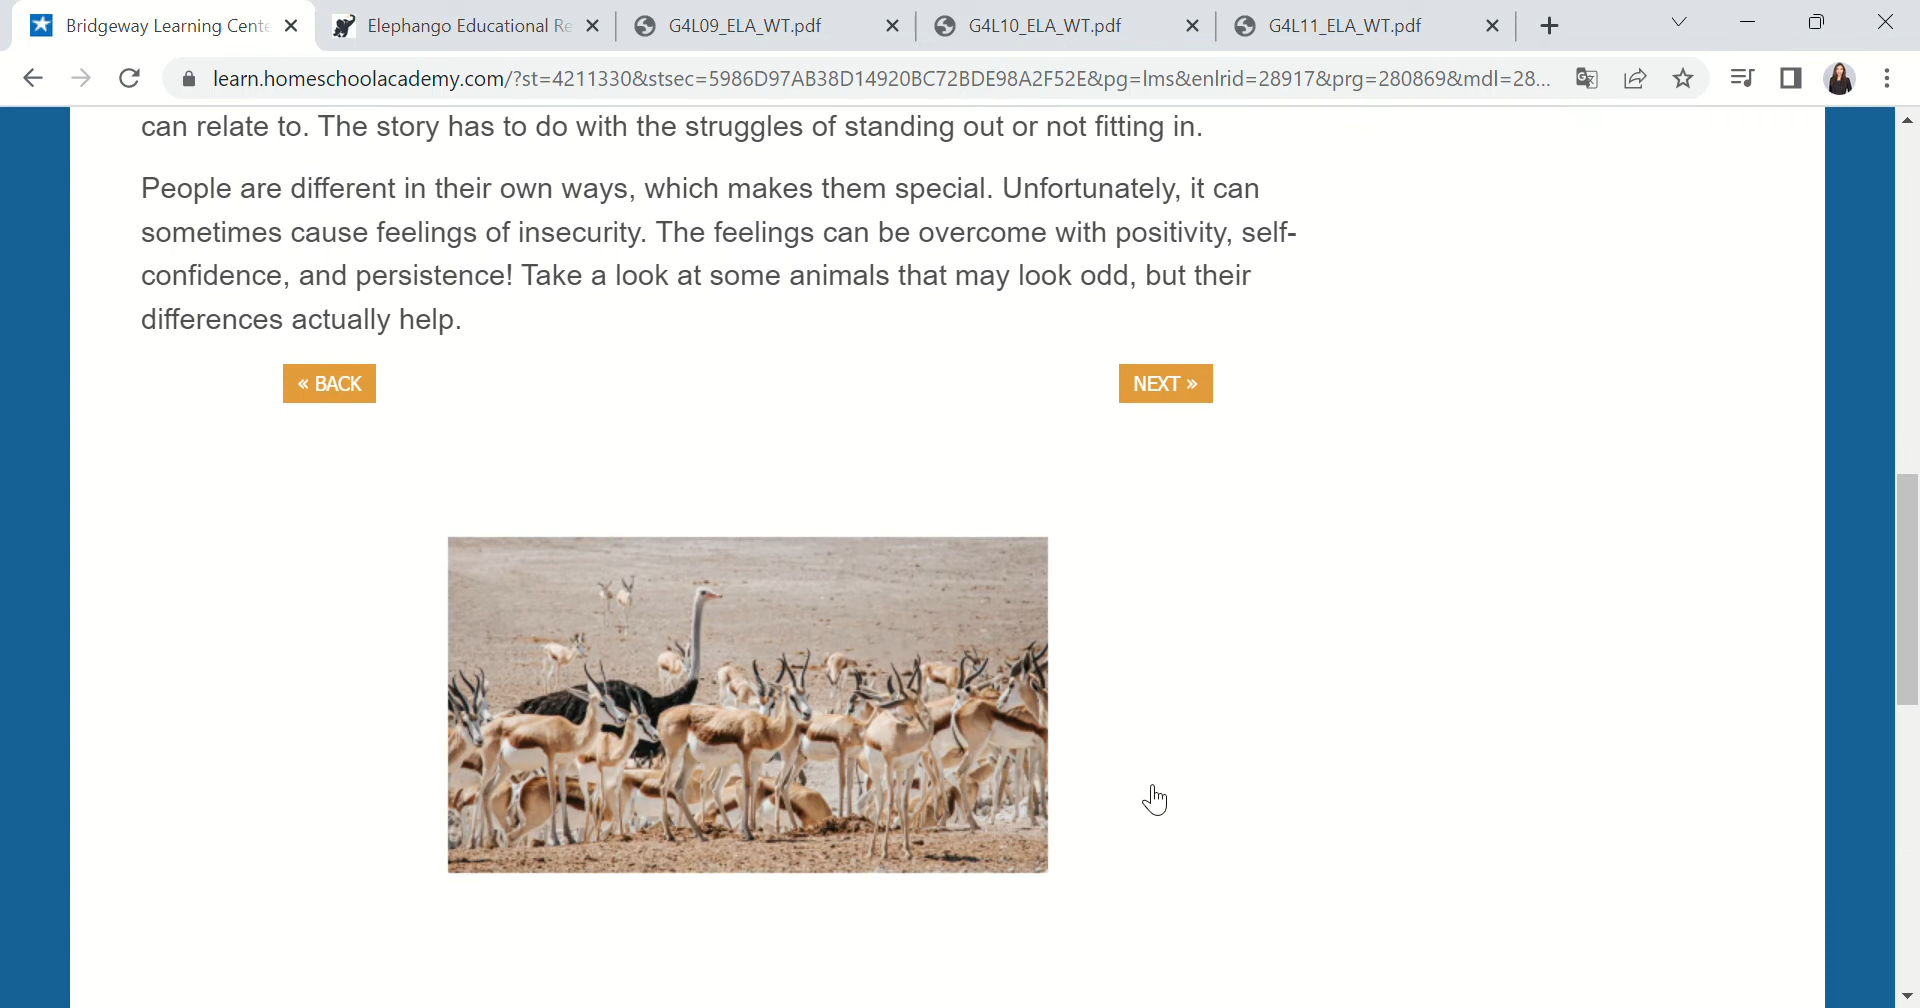 Bridgeway Learning Cente
Elephango Educational Re
G4L09_ELA_WT.pdf
G4L10_ELA_WT.pdf
G4L11_ELA_WT.pdf
learn.homeschoolacademy.com/?st=4211330&stsec=5986D97AB38D14920BC72BDE98A2F52E&pg=lms&enlrid=28917&prg=280869&mdl=28...
can relate to. The story has to do with the struggles of standing out or not fitting in.
People are different in their own ways, which makes them special. Unfortunately, it can
sometimes cause feelings of insecurity. The feelings can be overcome with positivity, self-
confidence, and persistence! Take a look at some animals that may look odd, but their
differences actually help.
« BACK
NEXT »